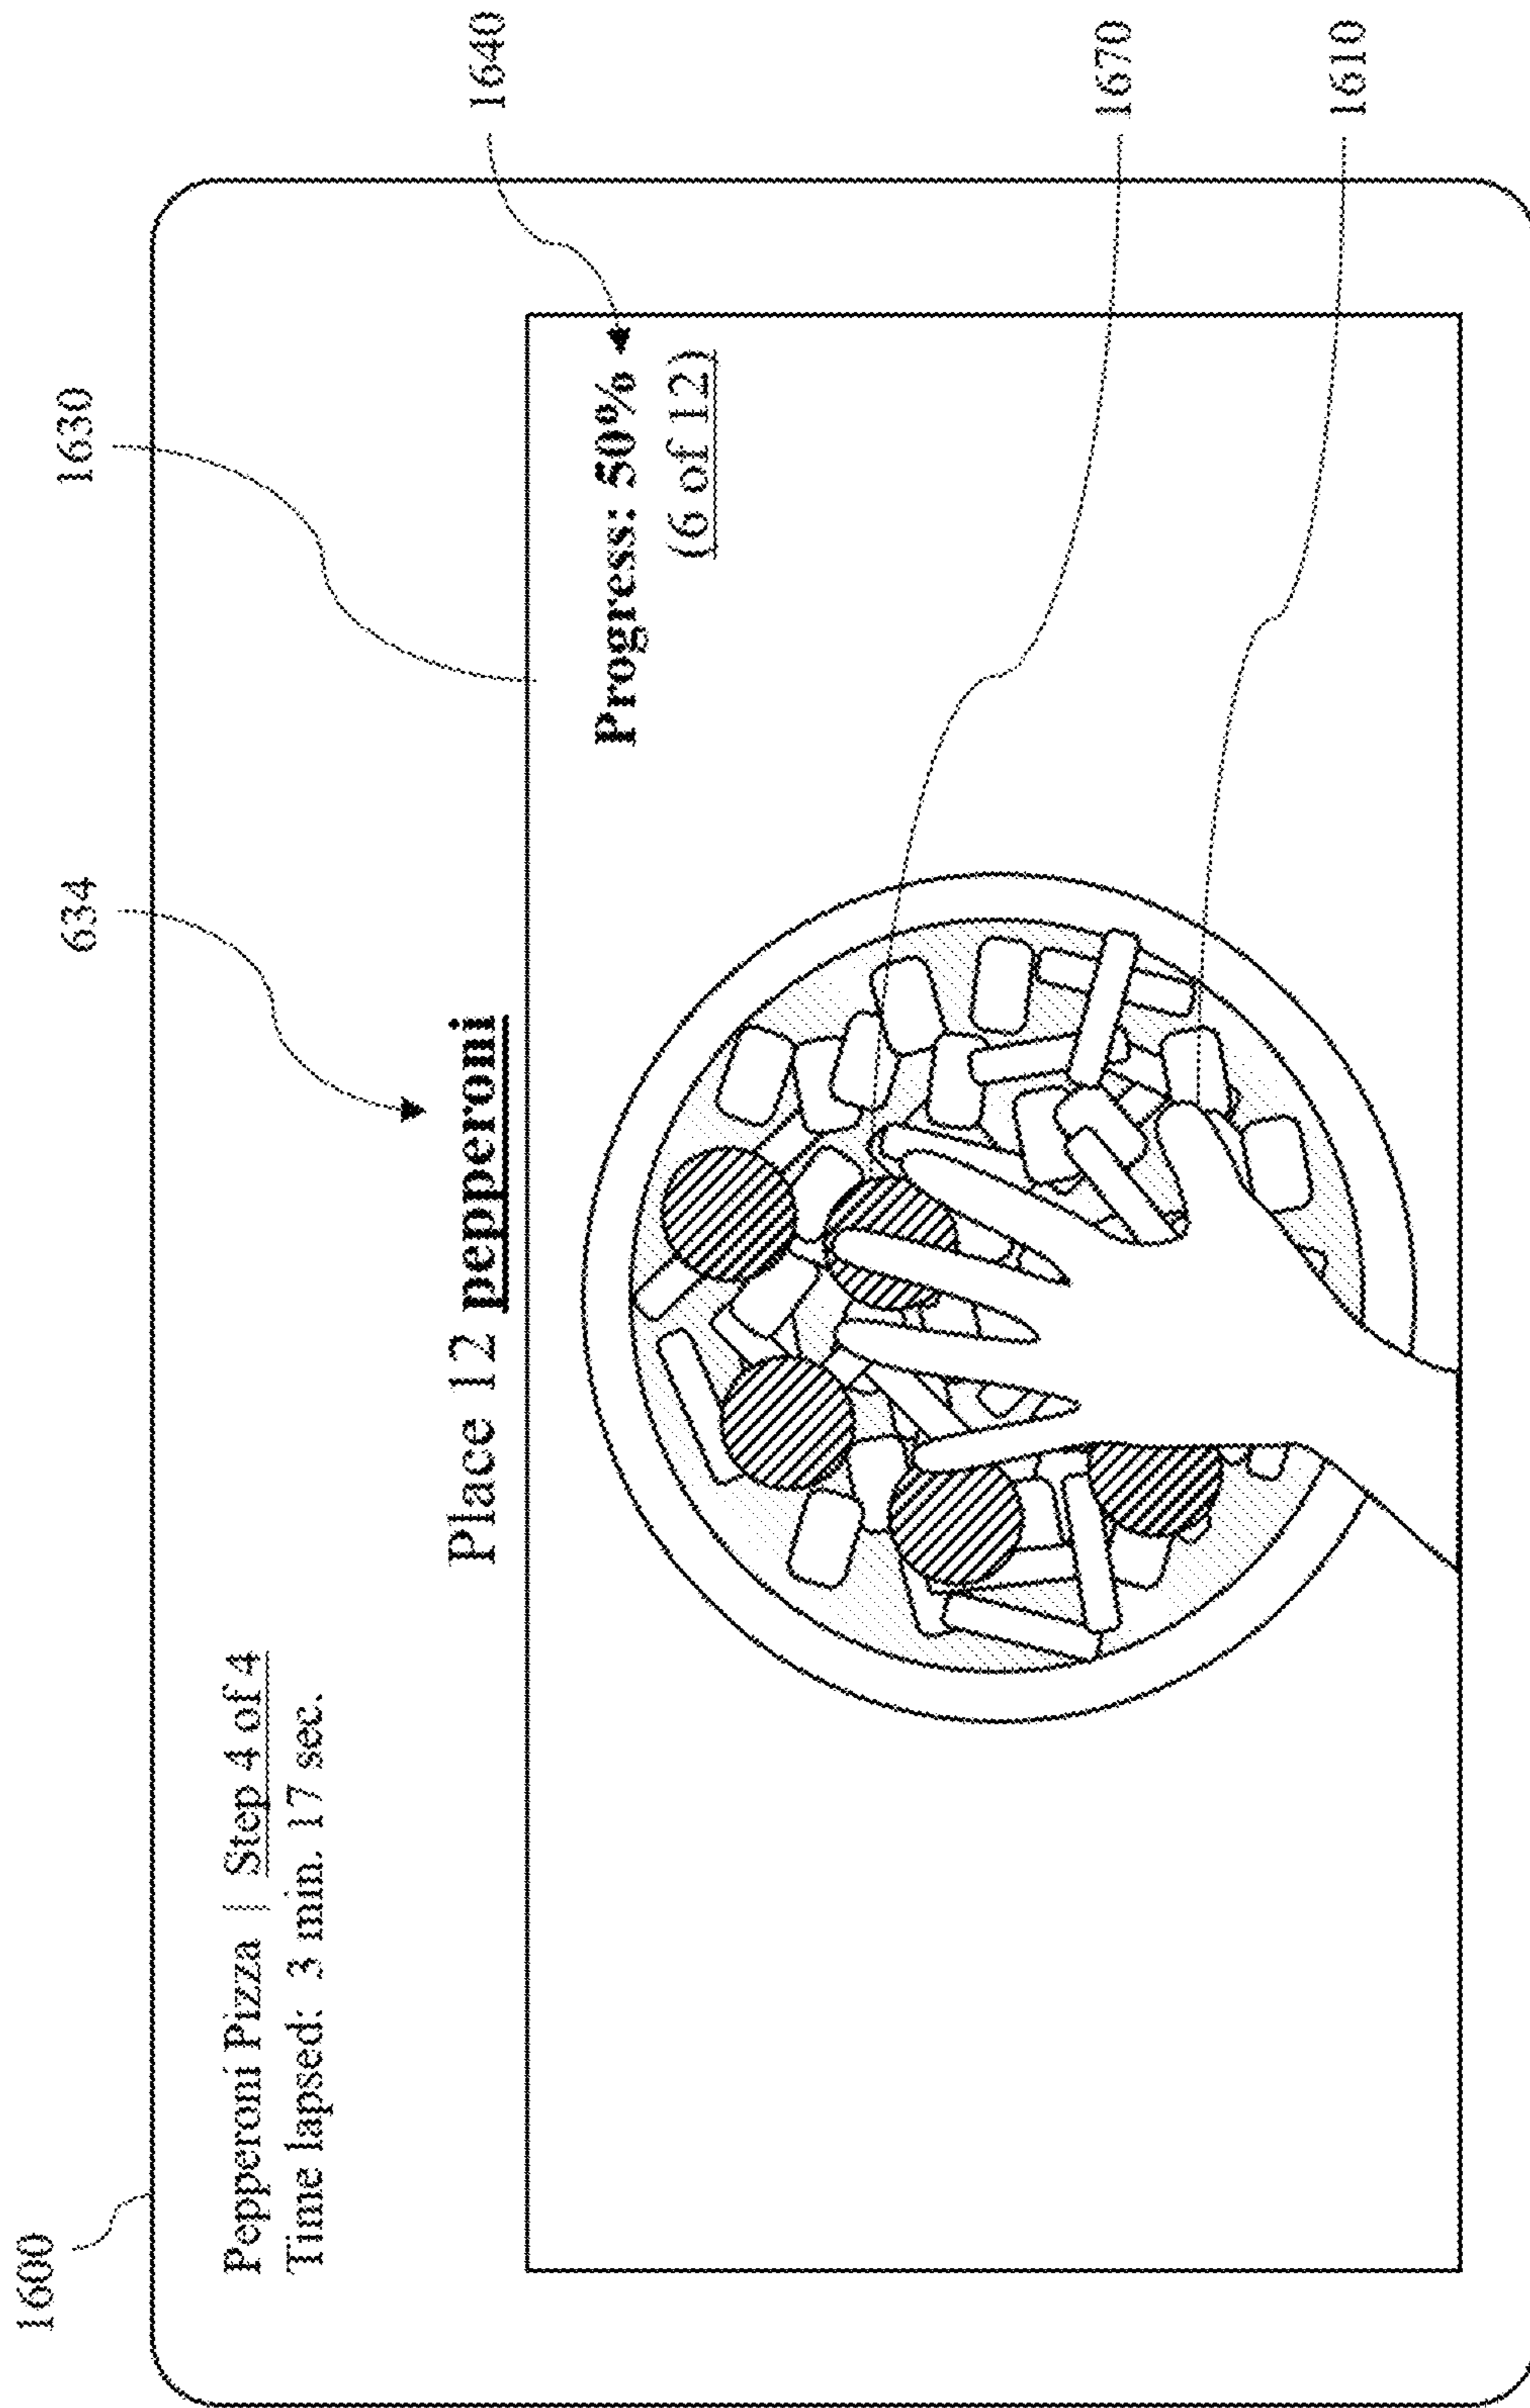 1600
634
1630
Pepperoni Pizza | Step 4 of 4
Time lapsed: 3 min. 17 sec.
Place 12 pepperoni
1640
Progress: 50%
(6 of 12)
1670
1610